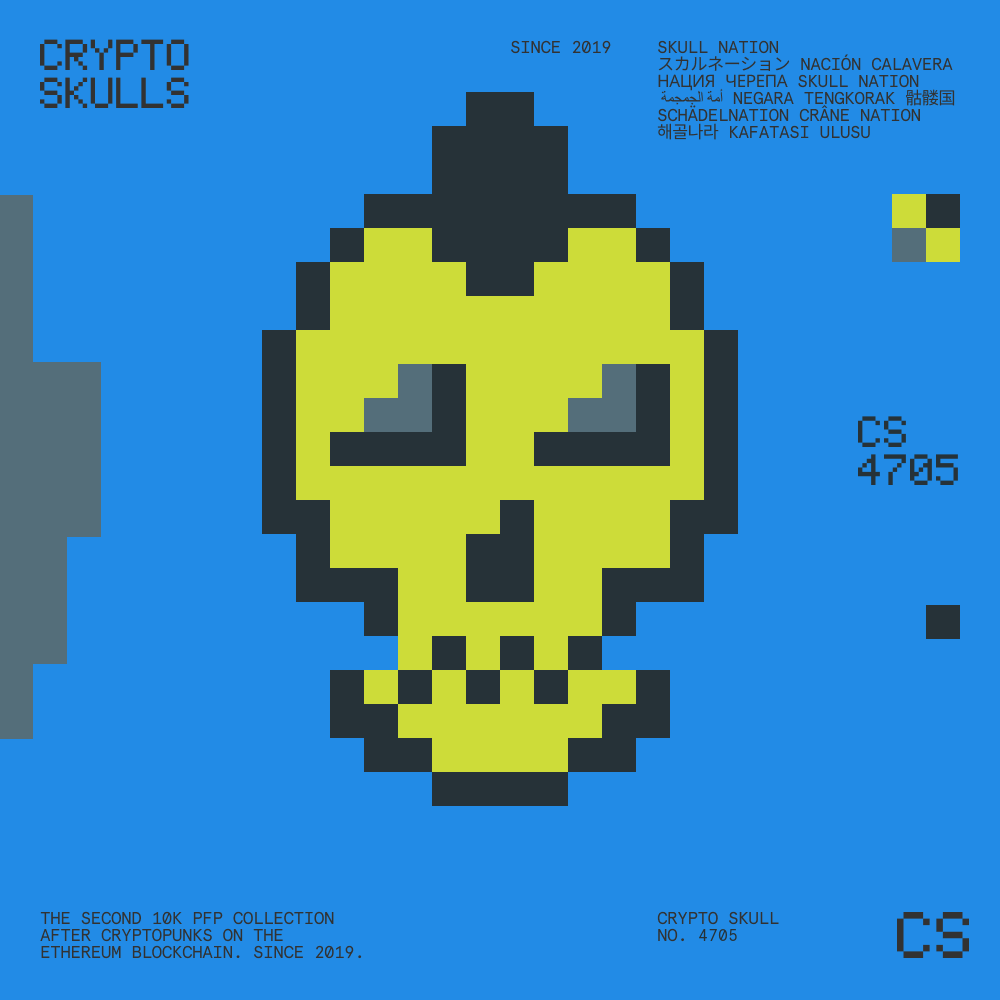 CRYPTO
SKULLS
SINCE 2019
SKULL NATION
スカルネーション NACIÓN CALAVERA
НАЦИЯ ЧЕРЕПА SKULL NATION
أمة الجمجمة NEGARA TENGKORAK 骷髅国
SCHÄDELNATION CRÂNE NATION
해골나라 KAFATASI ULUSU
CS
4705
THE SECOND 10K PFP COLLECTION
AFTER CRYPTOPUNKS ON THE
ETHEREUM BLOCKCHAIN. SINCE 2019.
CRYPTO SKULL
NO. 4705
CS